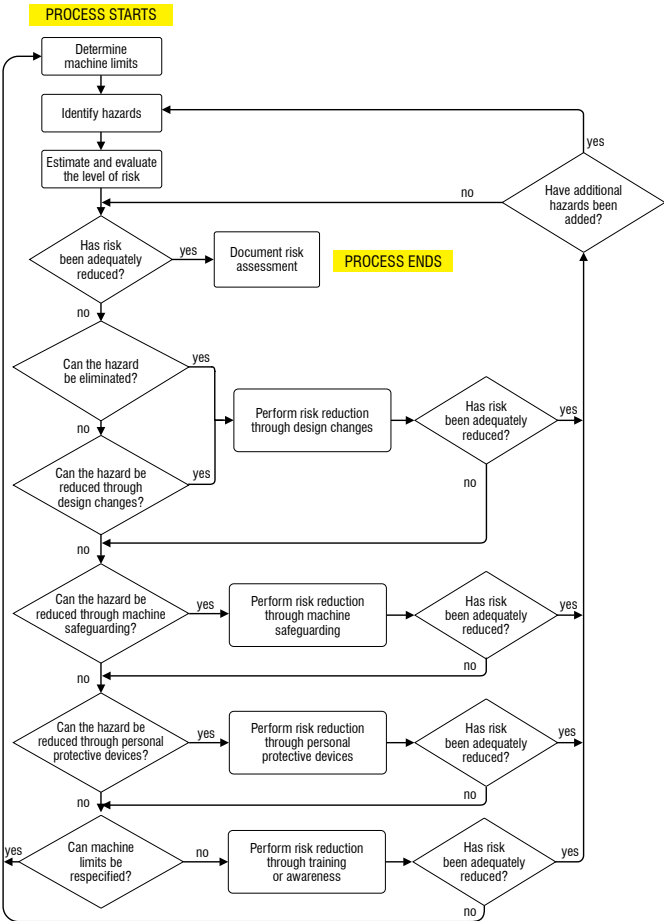 PROCESS STARTS
Determine
machine limits
Identify hazards
yes
Estimate and evaluate
the level of risk
no
Have additional
hazards been
added?
Has risk
been adequately
reduced?
yes
Document risk
assessment
PROCESS ENDS
no
Can the hazard
be eliminated?
yes
no
Perform risk reduction
through design changes
Has risk
been adequately
reduced?
yes
Can the hazard be
reduced through
design changes?
yes
no
no
Can the hazard be
reduced through machine
safeguarding?
yes
Perform risk reduction
through machine
safeguarding
Has risk
been adequately
reduced?
yes
no
no
Can the hazard be
reduced through personal
protective devices?
yes
Perform risk reduction
through personal
protective devices
Has risk
been adequately
reduced?
yes
no
no
yes
Can machine
limits be
respecified?
no
Perform risk reduction
through training
or awareness
Has risk
been adequately
reduced?
yes
no